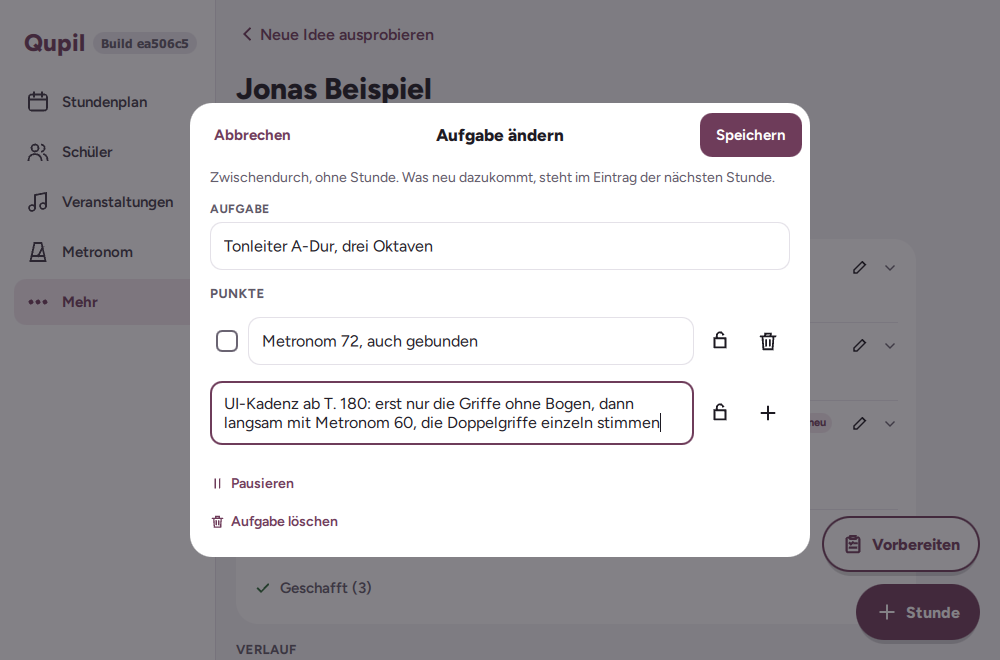 Qupil Build ea506c5
Neue Idee ausprobieren
Jonas Beispiel
Stundenplan
Schüler
Veranstaltungen
Metronom
Mehr
Abbrechen
Aufgabe ändern
Speichern
Zwischendurch, ohne Stunde. Was neu dazukommt, steht im Eintrag der nächsten Stunde.
AUFGABE
Tonleiter A-Dur, drei Oktaven
PUNKTE
Metronom 72, auch gebunden
UI-Kadenz ab T. 180: erst nur die Griffe ohne Bogen, dann
langsam mit Metronom 60, die Doppelgriffe einzeln stimmen
neu
Pausieren
Aufgabe löschen
Vorbereiten
Geschafft (3)
Stunde
VERLAUF